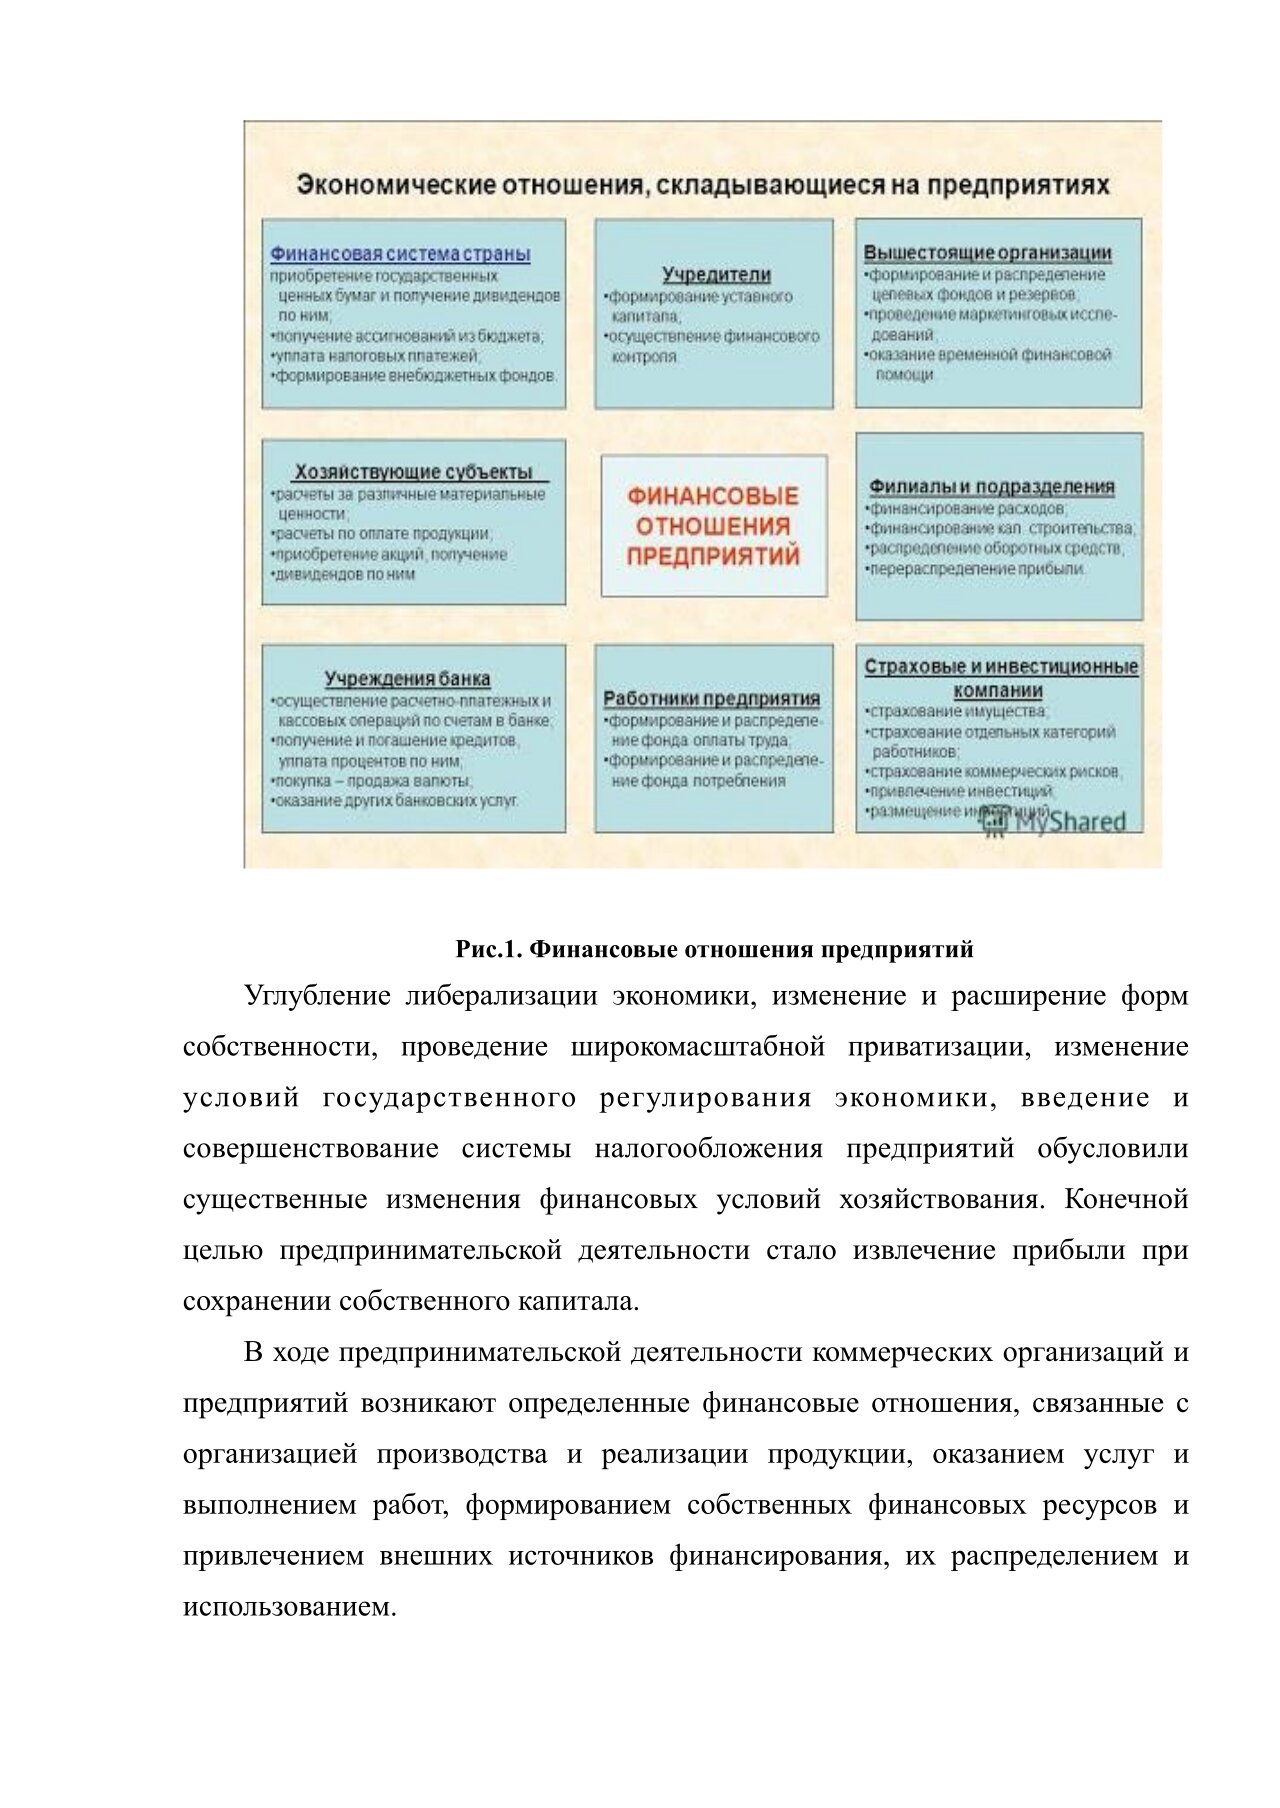 Экономические отношения, складывающиеся на предприятиях
Финансовая система страны
приобретение государственных
ценных бумаг и получение дивидендов
по ним;
•получение ассигнований из бюджета;
•уплата налоговых платежей;
•формирование внебюджетных фондов.
Учредители
•формирование уставного
капитала;
•осуществление финансового
контроля
Вышестоящие организации
•формирование и распределение
целевых фондов и резервов;
•проведение маркетинговых иссле-
дований;
•оказание временной финансовой
помощи
Хозяйствующие субъекты
•расчеты за различные материальные
ценности;
•расчеты по оплате продукции;
•приобретение акций, получение
•дивидендов по ним
ФИНАНСОВЫЕ
ОТНОШЕНИЯ
ПРЕДПРИЯТИЙ
Филиалы и подразделения
•финансирование расходов;
•финансирование кап. строительства;
•распределение оборотных средств;
•перераспределение прибыли.
Учреждения банка
•осуществление расчетно-платежных и
кассовых операций по счетам в банке;
•получение и погашение кредитов,
уплата процентов по ним;
•покупка – продажа валюты;
•оказание других банковских услуг.
Работники предприятия
•формирование и распределе-
ние фонда оплаты труда;
•формирование и распределе-
ние фонда потребления
Страховые и инвестиционные
компании
•страхование имущества;
•страхование отдельных категорий
работников;
•страхование коммерческих рисков;
•привлечение инвестиций;
•размещение инвестиций
MyShared
Рис.1. Финансовые отношения предприятий
Углубление либерализации экономики, изменение и расширение форм
собственности, проведение широкомасштабной приватизации, изменение
условий государственного регулирования экономики, введение и
совершенствование системы налогообложения предприятий обусловили
существенные изменения финансовых условий хозяйствования. Конечной
целью предпринимательской деятельности стало извлечение прибыли при
сохранении собственного капитала.
В ходе предпринимательской деятельности коммерческих организаций и
предприятий возникают определенные финансовые отношения, связанные с
организацией производства и реализации продукции, оказанием услуг и
выполнением работ, формированием собственных финансовых ресурсов и
привлечением внешних источников финансирования, их распределением и
использованием.